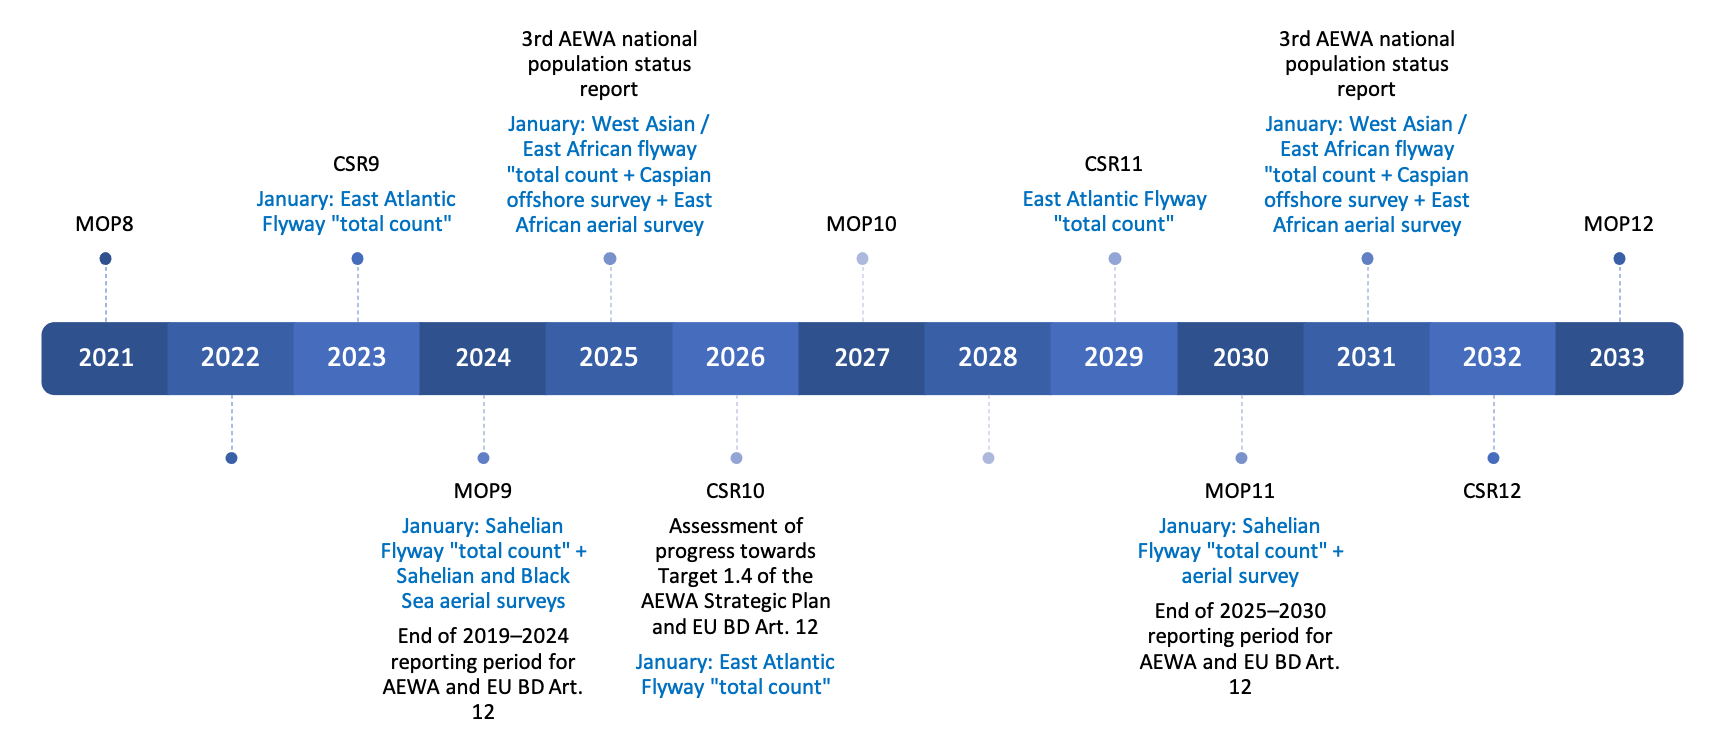 3rd AEWA national
population status
report
January: West Asian /
East African flyway
"total count + Caspian
offshore survey + East
African aerial survey
3rd AEWA national
population status
report
January: West Asian /
East African flyway
"total count + Caspian
offshore survey + East
African aerial survey
CSR9
January: East Atlantic
Flyway "total count"
CSR11
East Atlantic Flyway
"total count"
MOP8
MOP10
MOP12
2021 2022 2023 2024 2025 2026 2027 2028 2029 2030 2031 2032 2033
MOP9
January: Sahelian
Flyway "total count" +
Sahelian and Black
Sea aerial surveys
End of 2019–2024
reporting period for
AEWA and EU BD Art.
12
CSR10
Assessment of
progress towards
Target 1.4 of the
AEWA Strategic Plan
and EU BD Art. 12
January: East Atlantic
Flyway "total count"
MOP11
January: Sahelian
Flyway "total count" +
aerial survey
End of 2025–2030
reporting period for
AEWA and EU BD Art.
12
CSR12